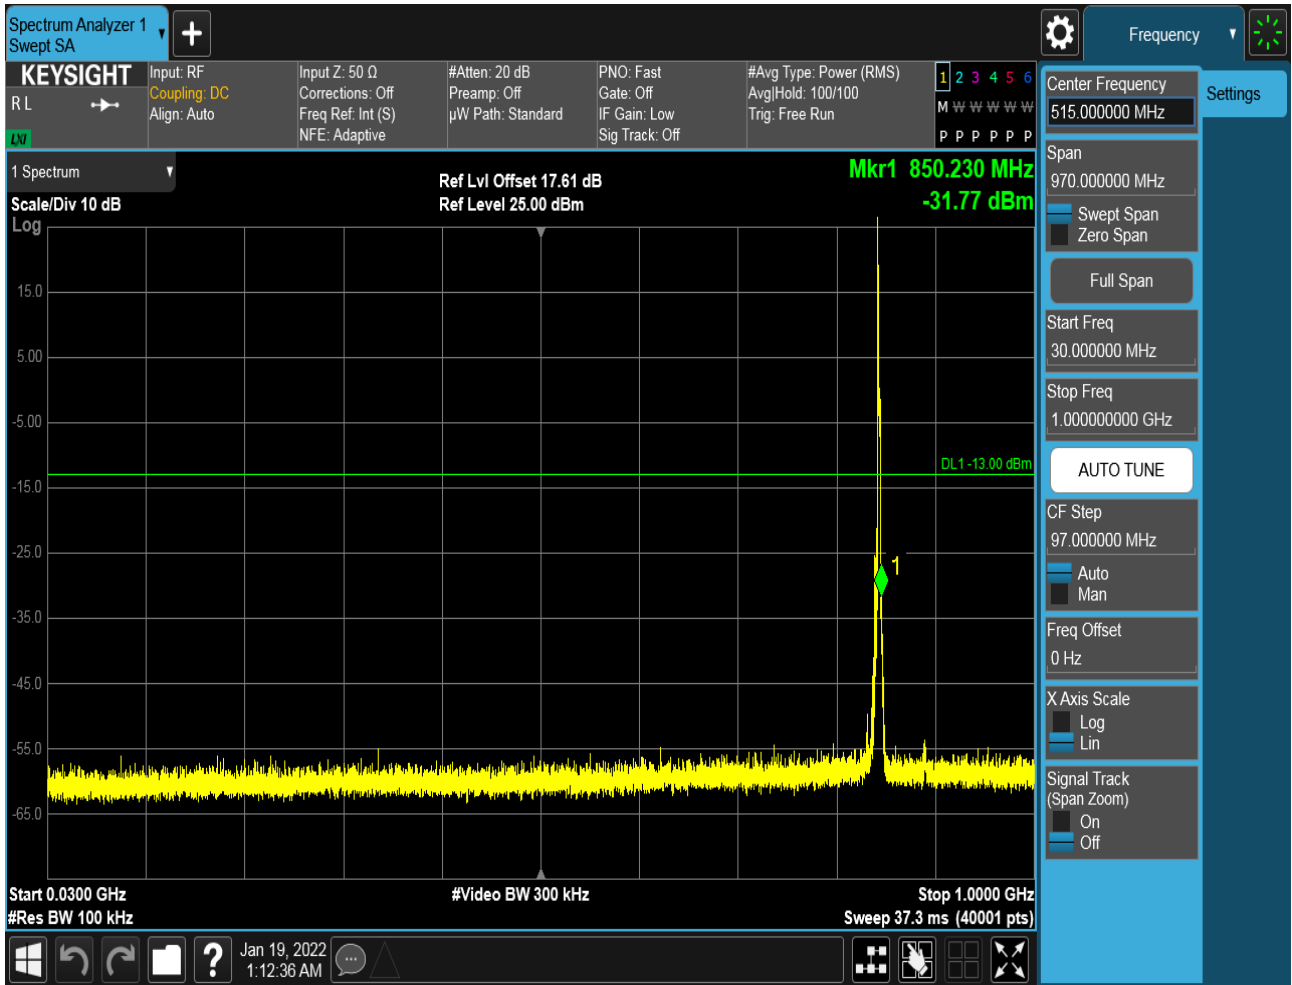 Spectrum Analyzer 1
Swept SA
Frequency
KEYSIGHT
R L
LXI
Input: RF
Coupling: DC
Align: Auto
Input Z: 50 Ω
Corrections: Off
Freq Ref: Int (S)
NFE: Adaptive
#Atten: 20 dB
Preamp: Off
µW Path: Standard
PNO: Fast
Gate: Off
IF Gain: Low
Sig Track: Off
#Avg Type: Power (RMS)
Avg|Hold: 100/100
Trig: Free Run
1 2 3 4 5 6
M W W W W W
P P P P P P
1 Spectrum
Scale/Div 10 dB
Log
Ref Lvl Offset 17.61 dB
Ref Level 25.00 dBm
Mkr1 850.230 MHz
-31.77 dBm
15.0
5.00
-5.00
-15.0
-25.0
-35.0
-45.0
-55.0
-65.0
DL1 -13.00 dBm
1
Start 0.0300 GHz
#Res BW 100 kHz
#Video BW 300 kHz
Stop 1.0000 GHz
Sweep 37.3 ms (40001 pts)
Center Frequency
515.000000 MHz
Span
970.000000 MHz
Swept Span
Zero Span
Full Span
Start Freq
30.000000 MHz
Stop Freq
1.000000000 GHz
AUTO TUNE
CF Step
97.000000 MHz
Auto
Man
Freq Offset
0 Hz
X Axis Scale
Log
Lin
Signal Track
(Span Zoom)
On
Off
Settings
?
Jan 19, 2022
1:12:36 AM